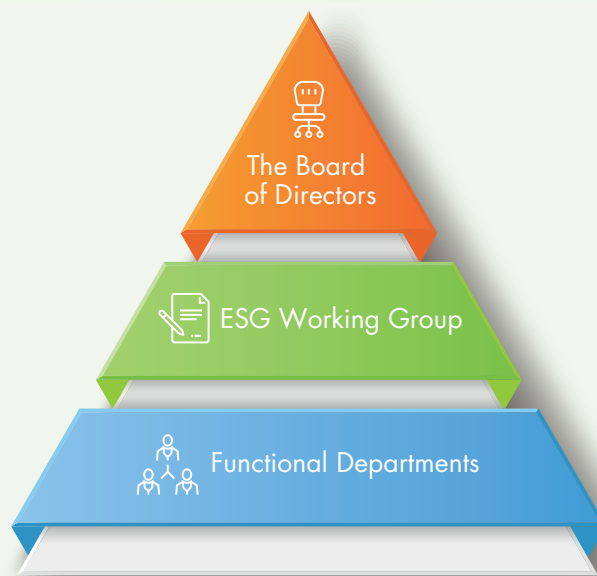 The Board
of Directors
ESG Working Group
Functional Departments